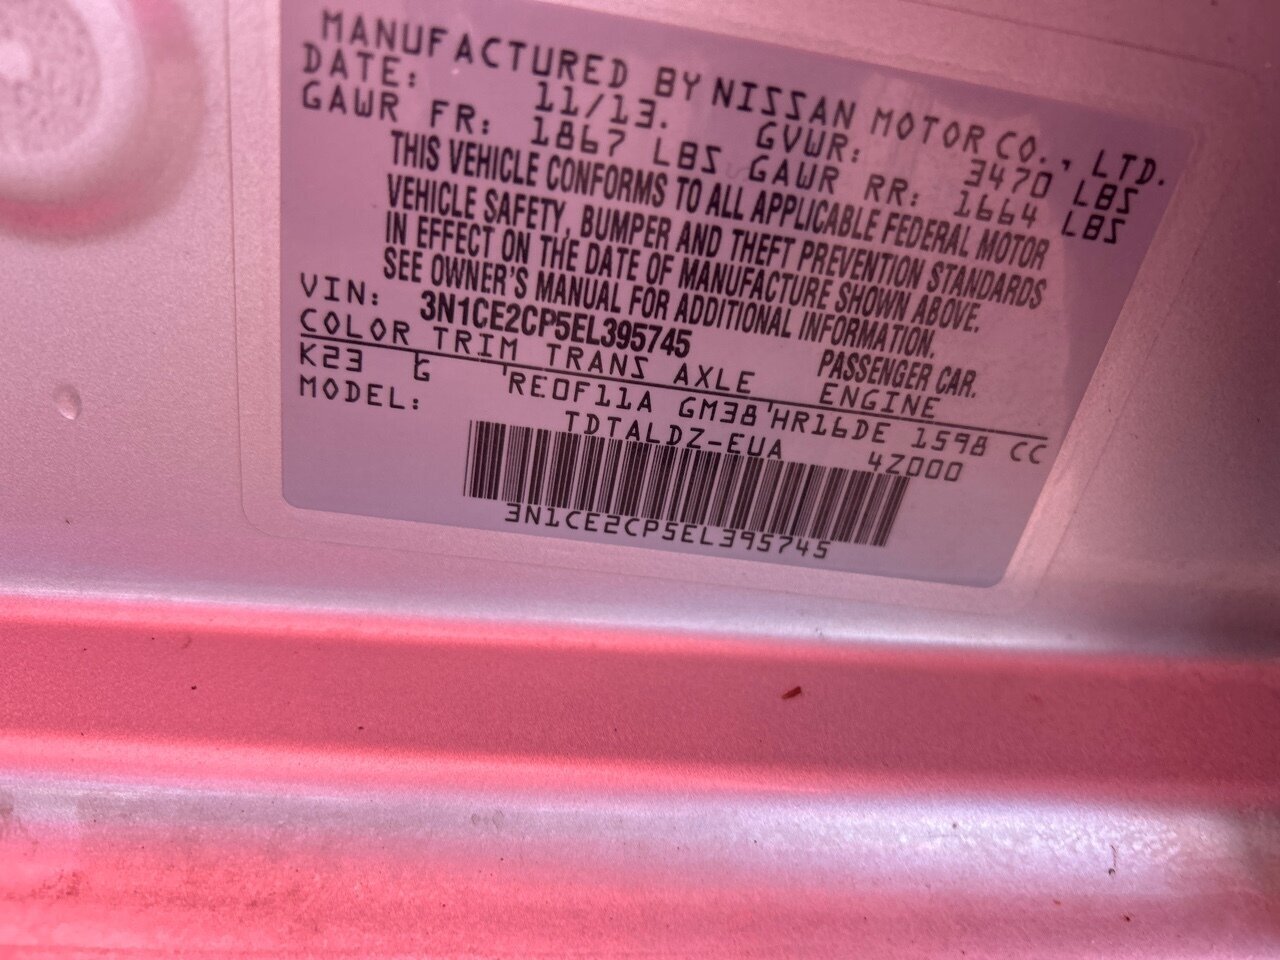 MANUFACTURED BY NISSAN MOTOR CO., LTD.
DATE: 11/13. GVWR: 3470 LBS
GAWR FR: 1867 LBS GAWR RR: 1664 LBS
THIS VEHICLE CONFORMS TO ALL APPLICABLE FEDERAL MOTOR
VEHICLE SAFETY, BUMPER AND THEFT PREVENTION STANDARDS
IN EFFECT ON THE DATE OF MANUFACTURE SHOWN ABOVE.
SEE OWNER'S MANUAL FOR ADDITIONAL INFORMATION.
VIN: 3N1CE2CP5EL395745 PASSENGER CAR.
COLOR TRIM TRANS AXLE ENGINE
K23 G 'RE0F11A GM38'HR16DE 1598 CC
MODEL: TDTALDZ-EUA 4Z000
3N1CE2CP5EL395745